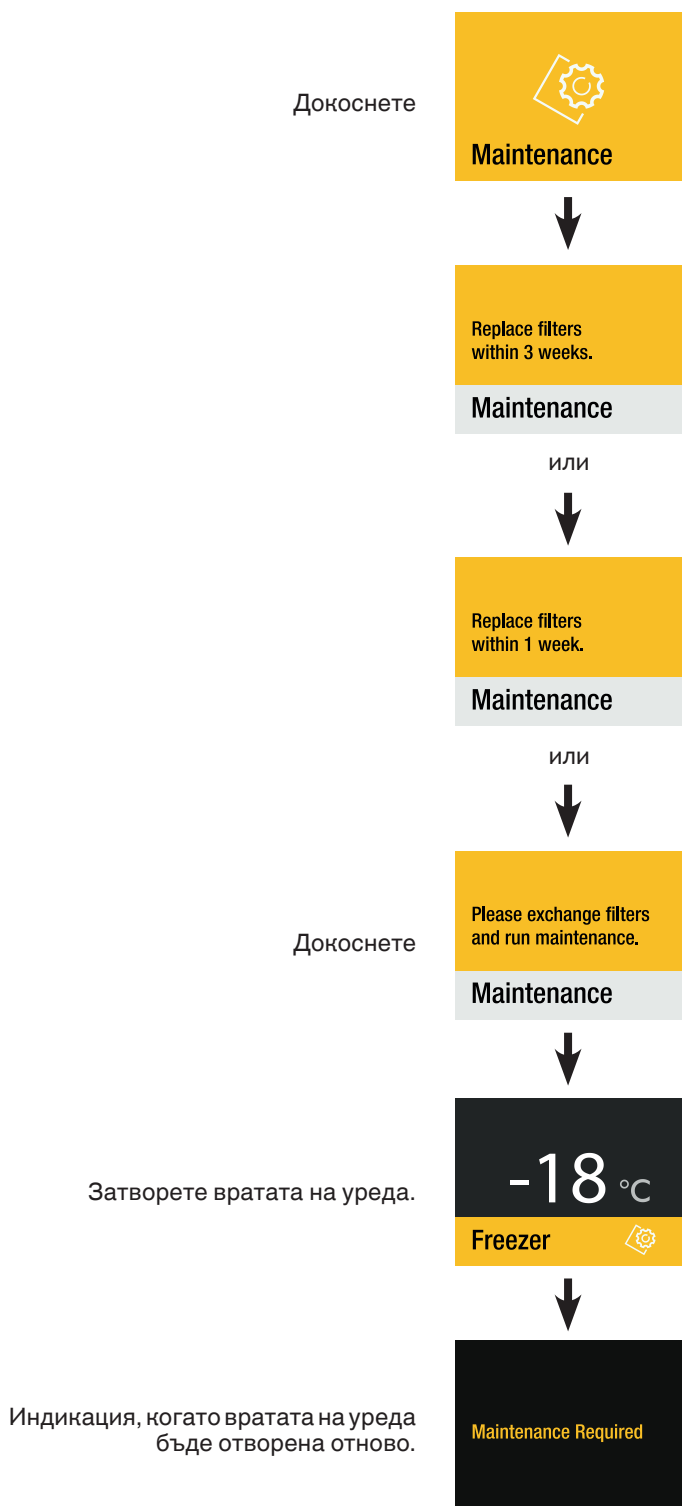 Докоснете
Maintenance
Replace filters
within 3 weeks.
Maintenance
или
Replace filters
within 1 week.
Maintenance
или
Докоснете
Please exchange filters
and run maintenance.
Maintenance
Затворете вратата на уреда.
-18 °C
Freezer
Индикация, когато вратата на уреда
бъде отворена отново.
Maintenance Required